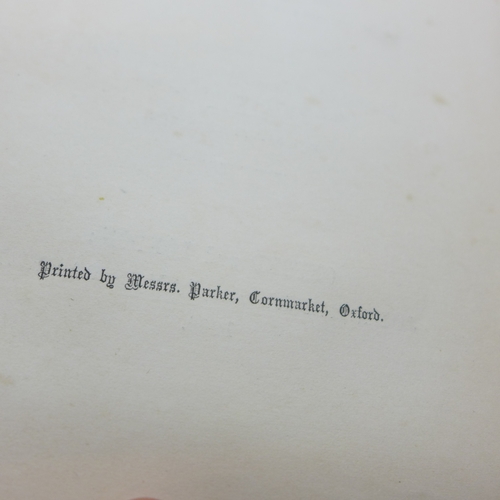 Printed by Messrs. Parker, Cornmarket, Oxford.